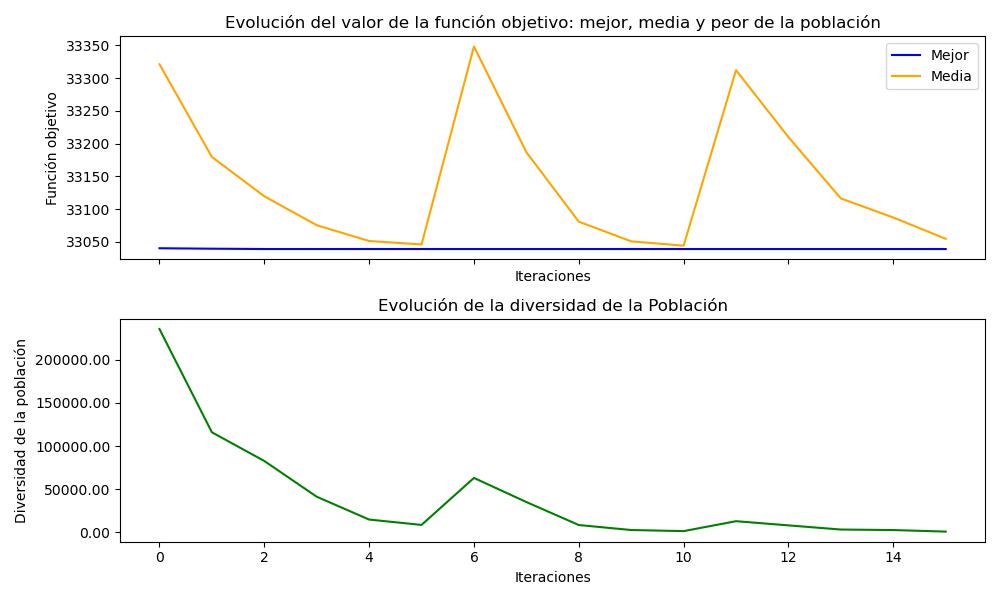 Evolución del valor de la función objetivo: mejor, media y peor de la población
33350
33300
33250
33200
33150
33100
33050
Función objetivo
Mejor
Media
Iteraciones
Evolución de la diversidad de la Población
200000.00
150000.00
100000.00
50000.00
0.00
Diversidad de la población
0 2 4 6 8 10 12 14
Iteraciones